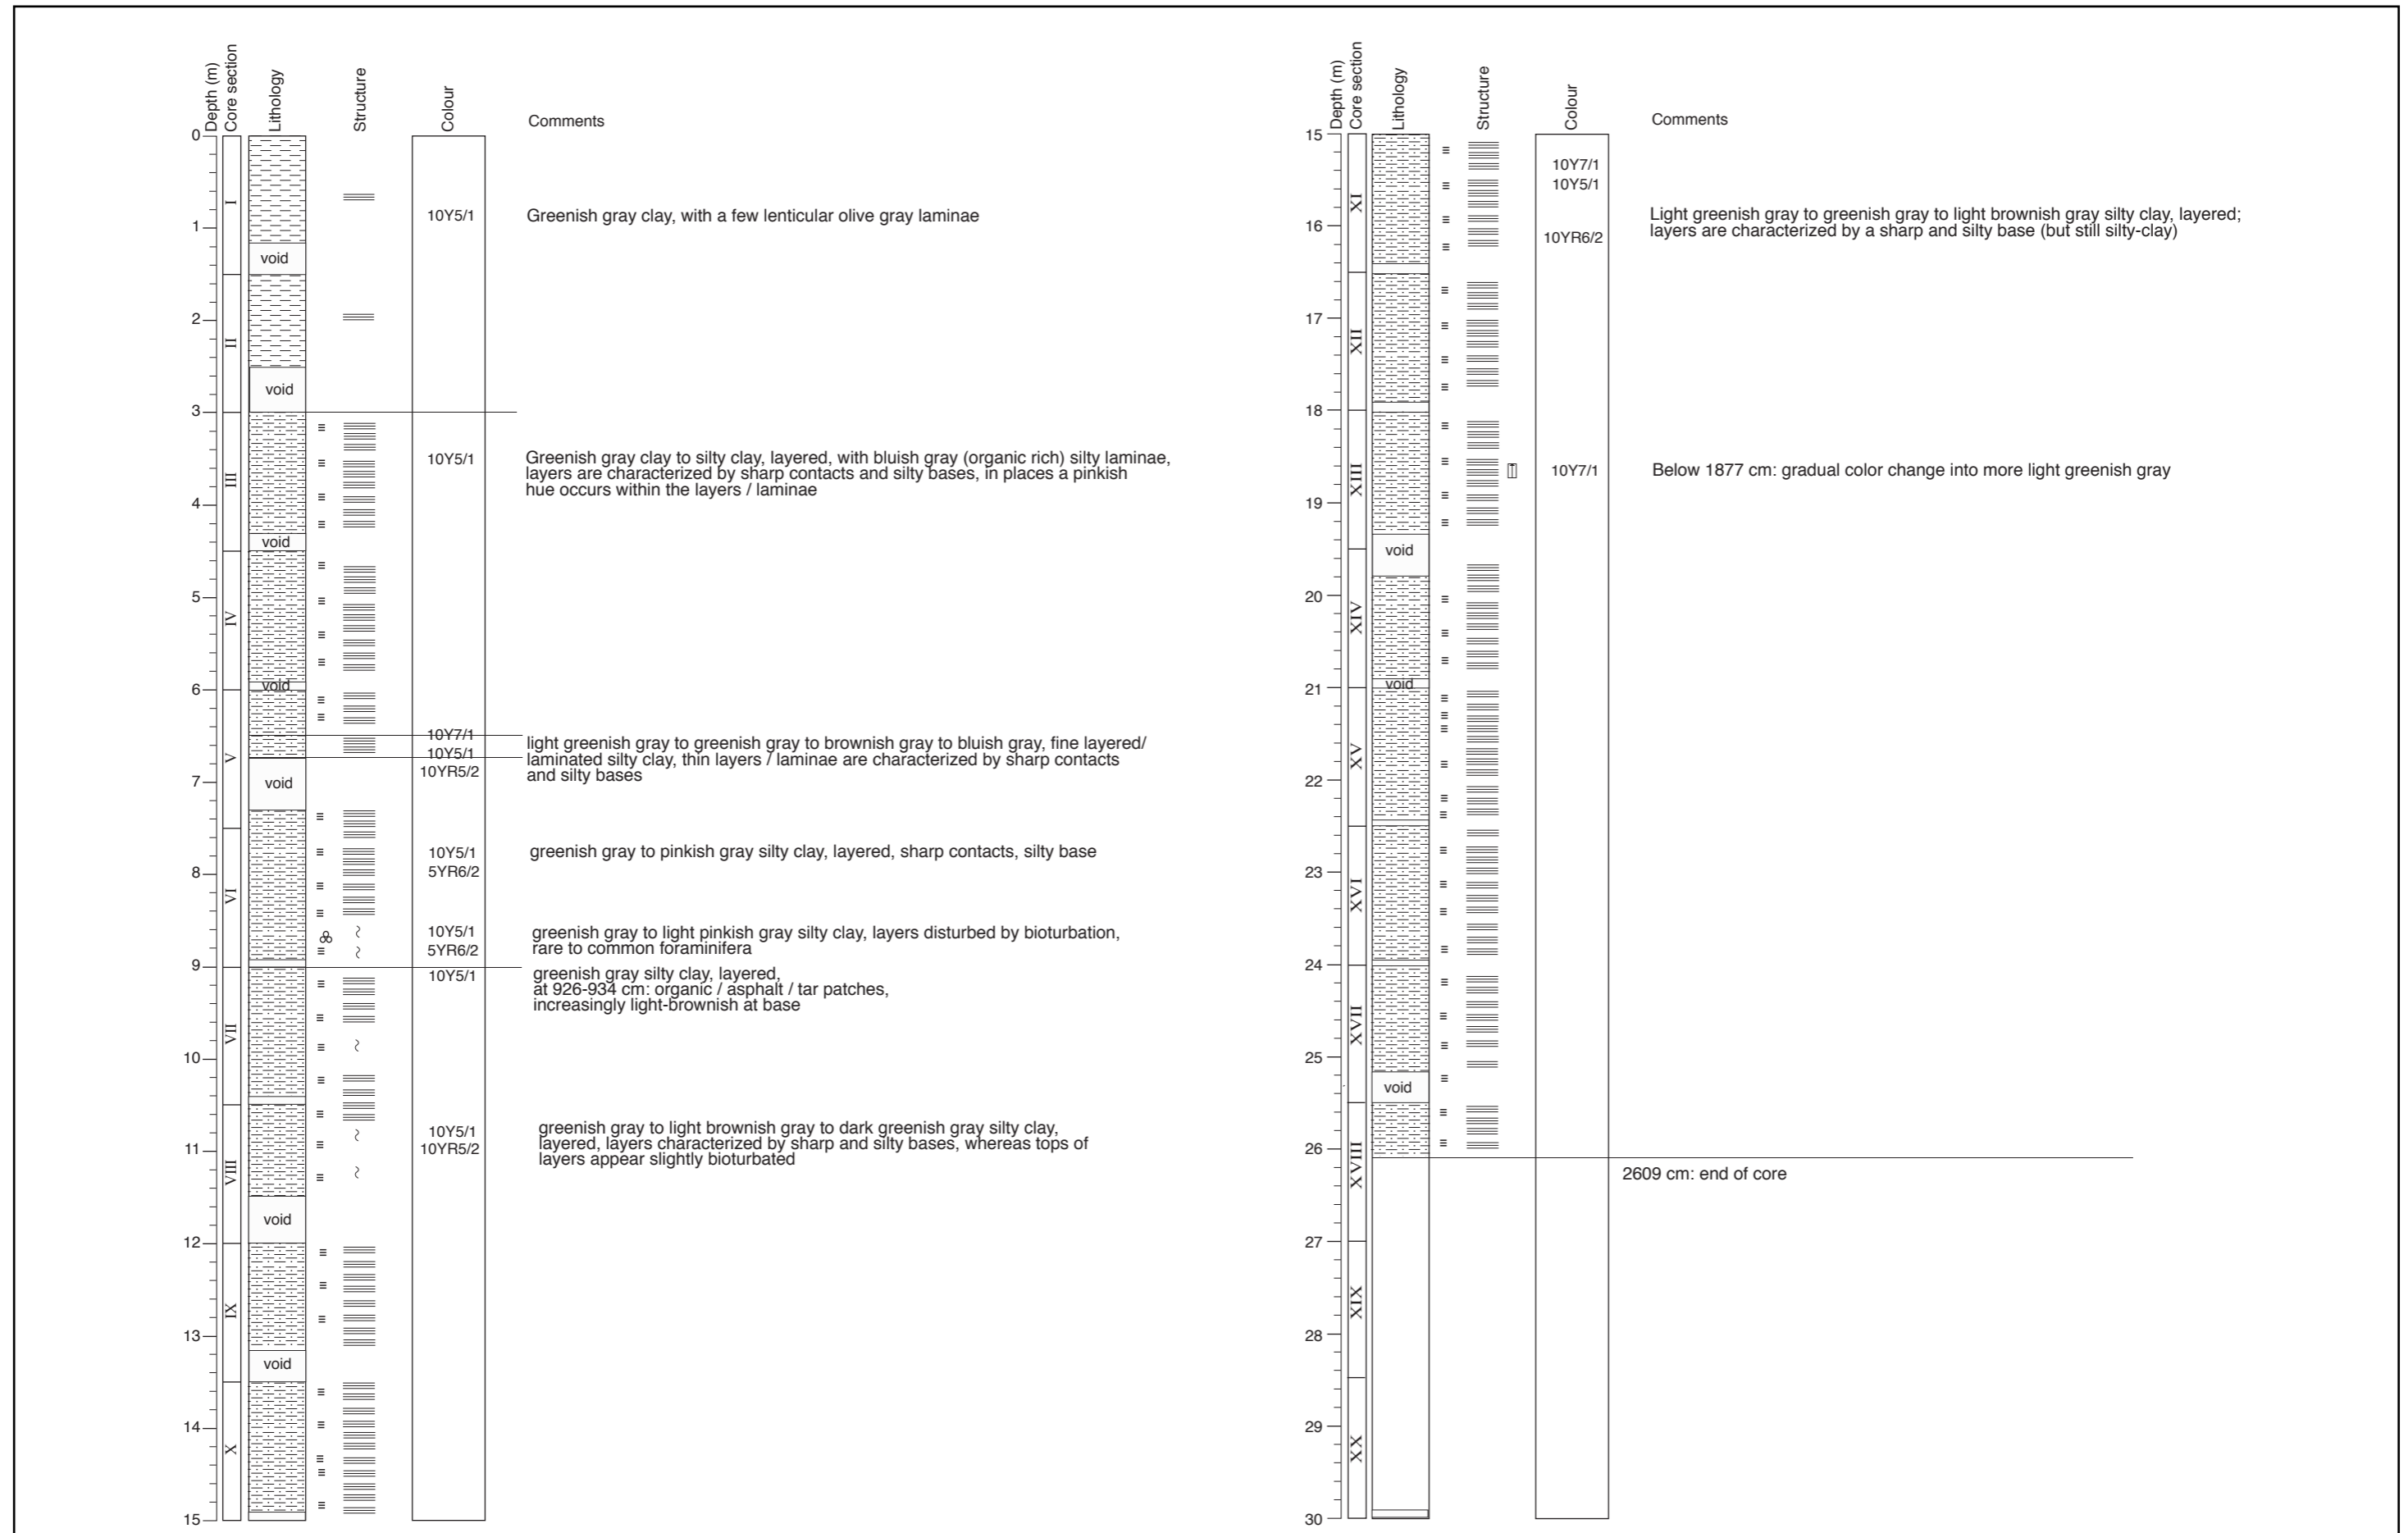 Depth (m)
Core section
Lithology
Structure
Colour
Comments
0
I
10Y5/1 Greenish gray clay, with a few lenticular olive gray laminae
1
void
2
II
void
3
10Y5/1 Greenish gray clay to silty clay, layered, with bluish gray (organic rich) silty laminae,
layers are characterized by sharp contacts and silty bases, in places a pinkish
hue occurs within the layers / laminae
III
4
void
5
IV
void
6
10Y7/1
10Y5/1
10YR5/2
light greenish gray to greenish gray to brownish gray to bluish gray, fine layered/
laminated silty clay, thin layers / laminae are characterized by sharp contacts
and silty bases
V
7
void
10Y5/1
5YR6/2
greenish gray to pinkish gray silty clay, layered, sharp contacts, silty base
8
VI
10Y5/1
5YR6/2
greenish gray to light pinkish gray silty clay, layers disturbed by bioturbation,
rare to common foraminifera
9
10Y5/1
greenish gray silty clay, layered,
at 926-934 cm: organic / asphalt / tar patches,
increasingly light-brownish at base
VII
10
10Y5/1
10YR5/2
greenish gray to light brownish gray to dark greenish gray silty clay,
layered, layers characterized by sharp and silty bases, whereas tops of
layers appear slightly bioturbated
11
VIII
void
12
IX
13
void
14
X
15
Depth (m)
Core section
Lithology
Structure
Colour
Comments
15
10Y7/1
10Y5/1
XI
10YR6/2
Light greenish gray to greenish gray to light brownish gray silty clay, layered;
layers are characterized by a sharp and silty base (but still silty-clay)
16
17
XII
18
XIII
10Y7/1 Below 1877 cm: gradual color change into more light greenish gray
19
void
20
XIV
void
21
XV
22
23
XVI
24
XVII
25
void
26
XVIII
2609 cm: end of core
27
XIX
28
29
XX
30